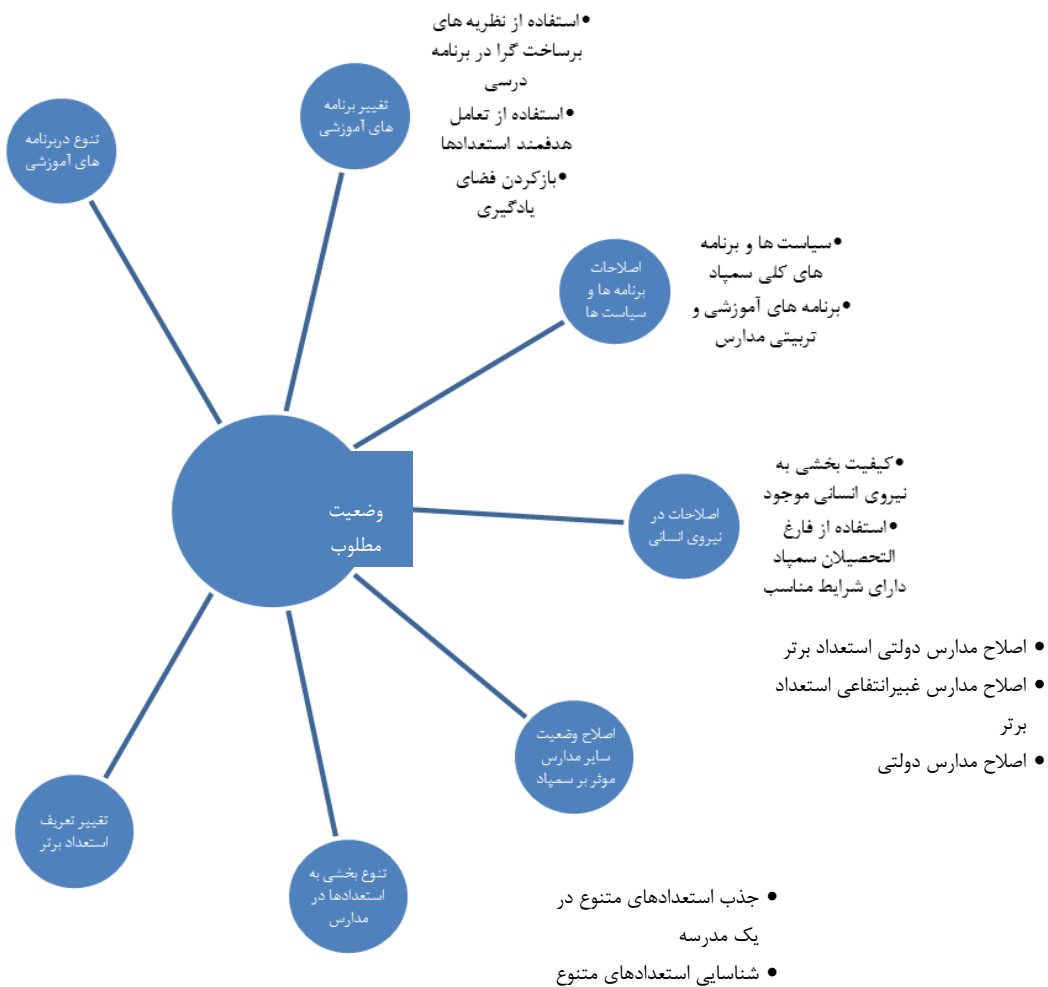 •استفاده از نظریه های
برساخت گرا در برنامه
درسی
•استفاده از تعامل
هدفمند استعدادها
•بازکردن فضای
یادگیری
تغییر برنامه
های آموزشی
تنوع دربرنامه
های آموزشی
•سیاست ها و برنامه
های کلی سمپاد
•برنامه های آموزشی و
تربیتی مدارس
اصلاحات
برنامه ها و
سیاست ها
•کیفیت بخشی به
نیروی انسانی موجود
•استفاده از فارغ
التحصیلان سمپاد
دارای شرایط مناسب
اصلاحات در
نیروی انسانی
وضعیت
مطلوب
• اصلاح مدارس دولتی استعداد برتر
• اصلاح مدارس غبیرانتفاعی استعداد
برتر
• اصلاح مدارس دولتی
اصلاح وضعیت
سایر مدارس
موثر بر سمپاد
تغییر تعریف
استعداد برتر
تنوع بخشی به
استعدادها در
مدارس
• جذب استعدادهای متنوع در
یک مدرسه
• شناسایی استعدادهای متنوع